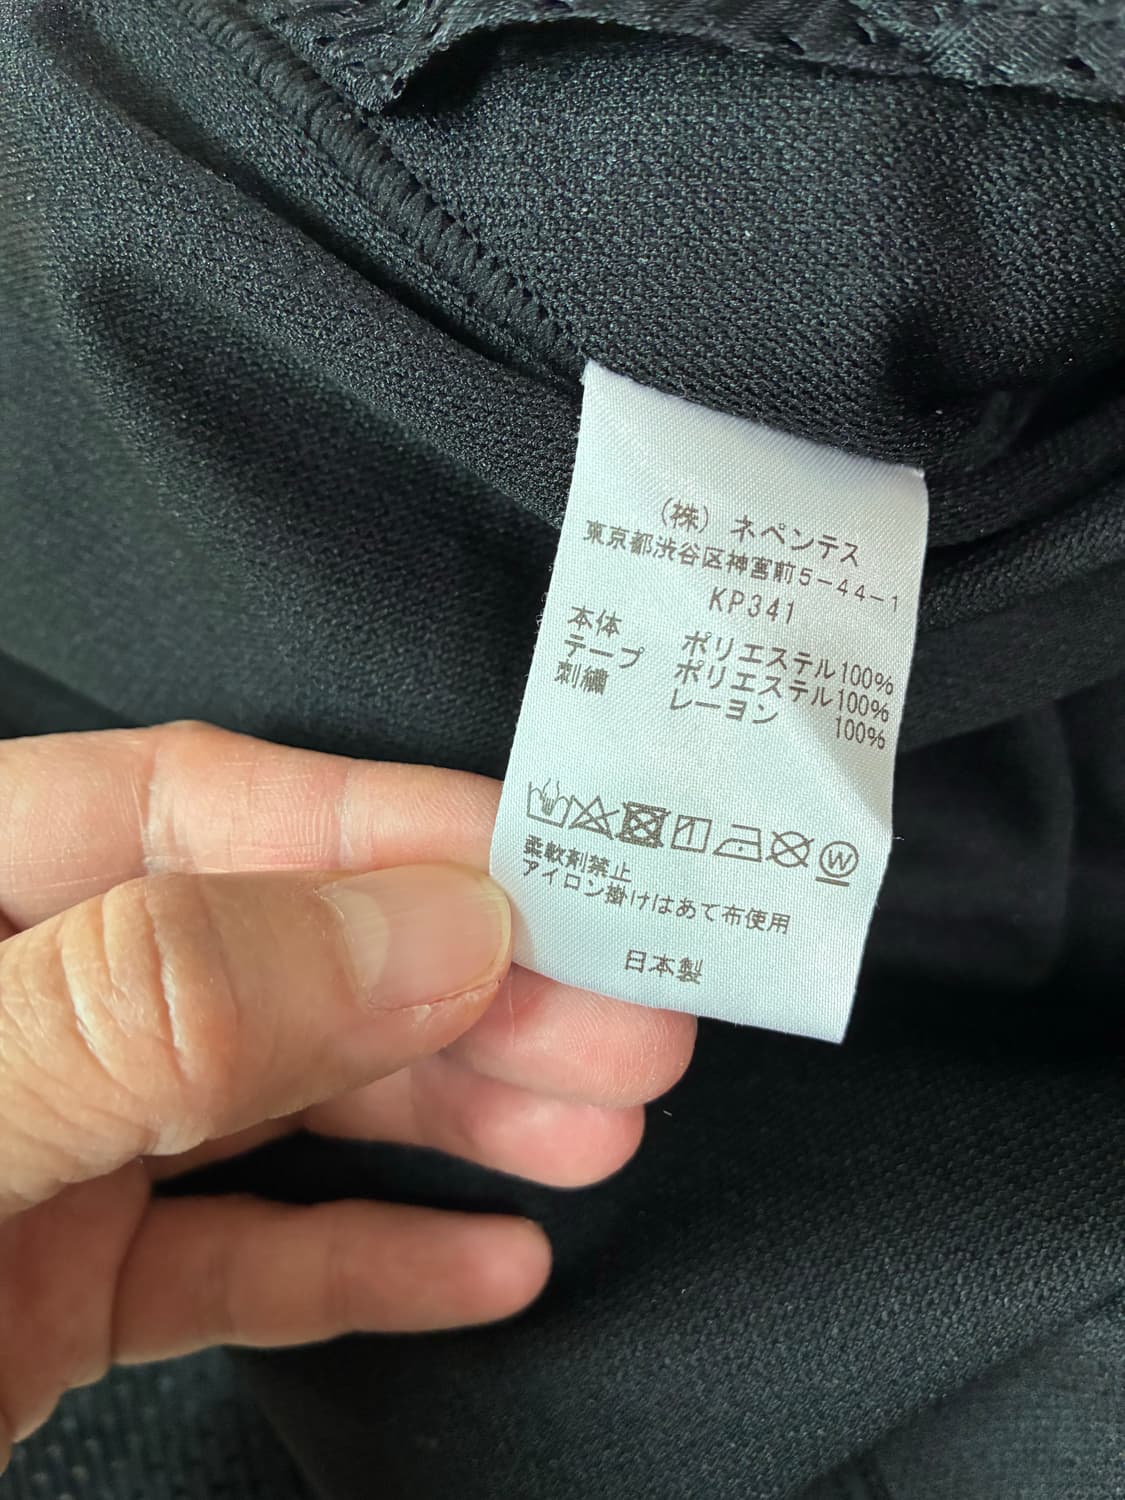 （株）ネペンテス
東京都渋谷区神宮前５－４４－１
KP341
本体 ポリエステル100%
テープ ポリエステル100%
刺繍 レーヨン 100%
W
柔軟剤禁止
アイロン掛けはあて布使用
日本製